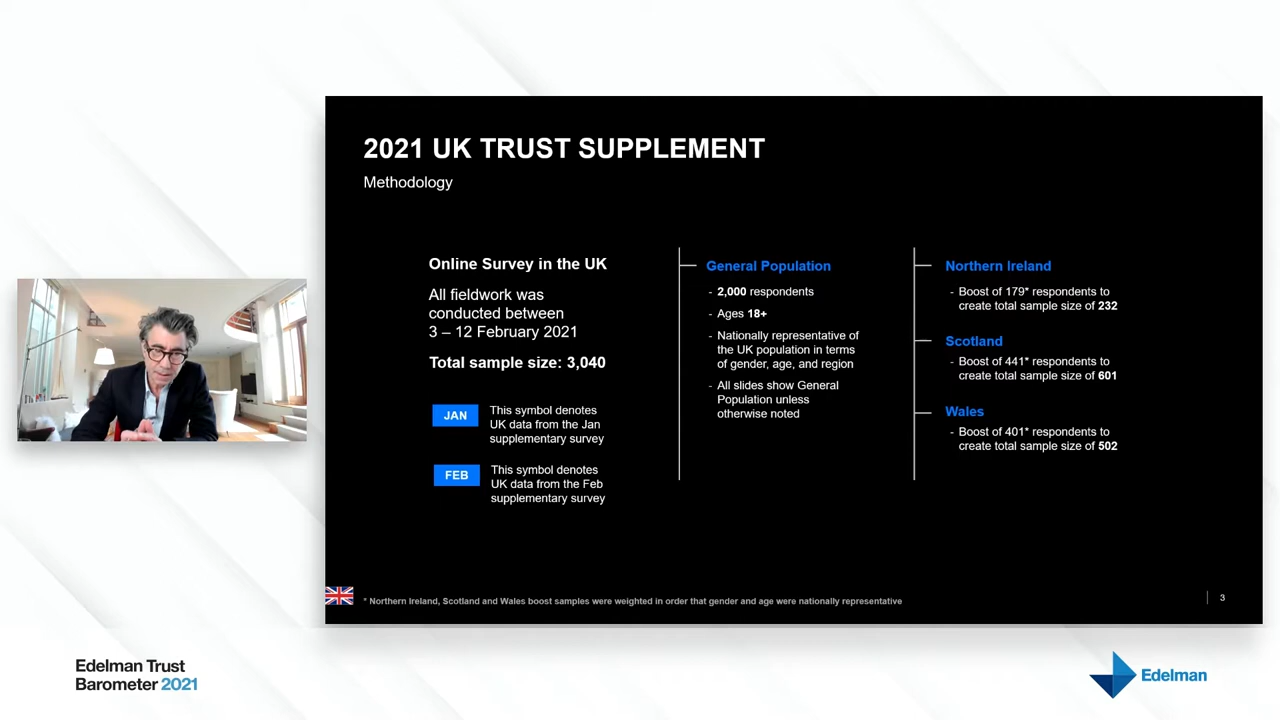 2021 UK TRUST SUPPLEMENT
Methodology
Online Survey in the UK
All fieldwork was
conducted between
3 – 12 February 2021
Total sample size: 3,040
JAN
This symbol denotes
UK data from the Jan
supplementary survey
FEB
This symbol denotes
UK data from the Feb
supplementary survey
General Population
- 2,000 respondents
- Ages 18+
- Nationally representative of
the UK population in terms
of gender, age, and region
- All slides show General
Population unless
otherwise noted
Northern Ireland
- Boost of 179* respondents to
create total sample size of 232
Scotland
- Boost of 441* respondents to
create total sample size of 601
Wales
- Boost of 401* respondents to
create total sample size of 502
* Northern Ireland, Scotland and Wales boost samples were weighted in order that gender and age were nationally representative
3
Edelman Trust
Barometer 2021
Edelman